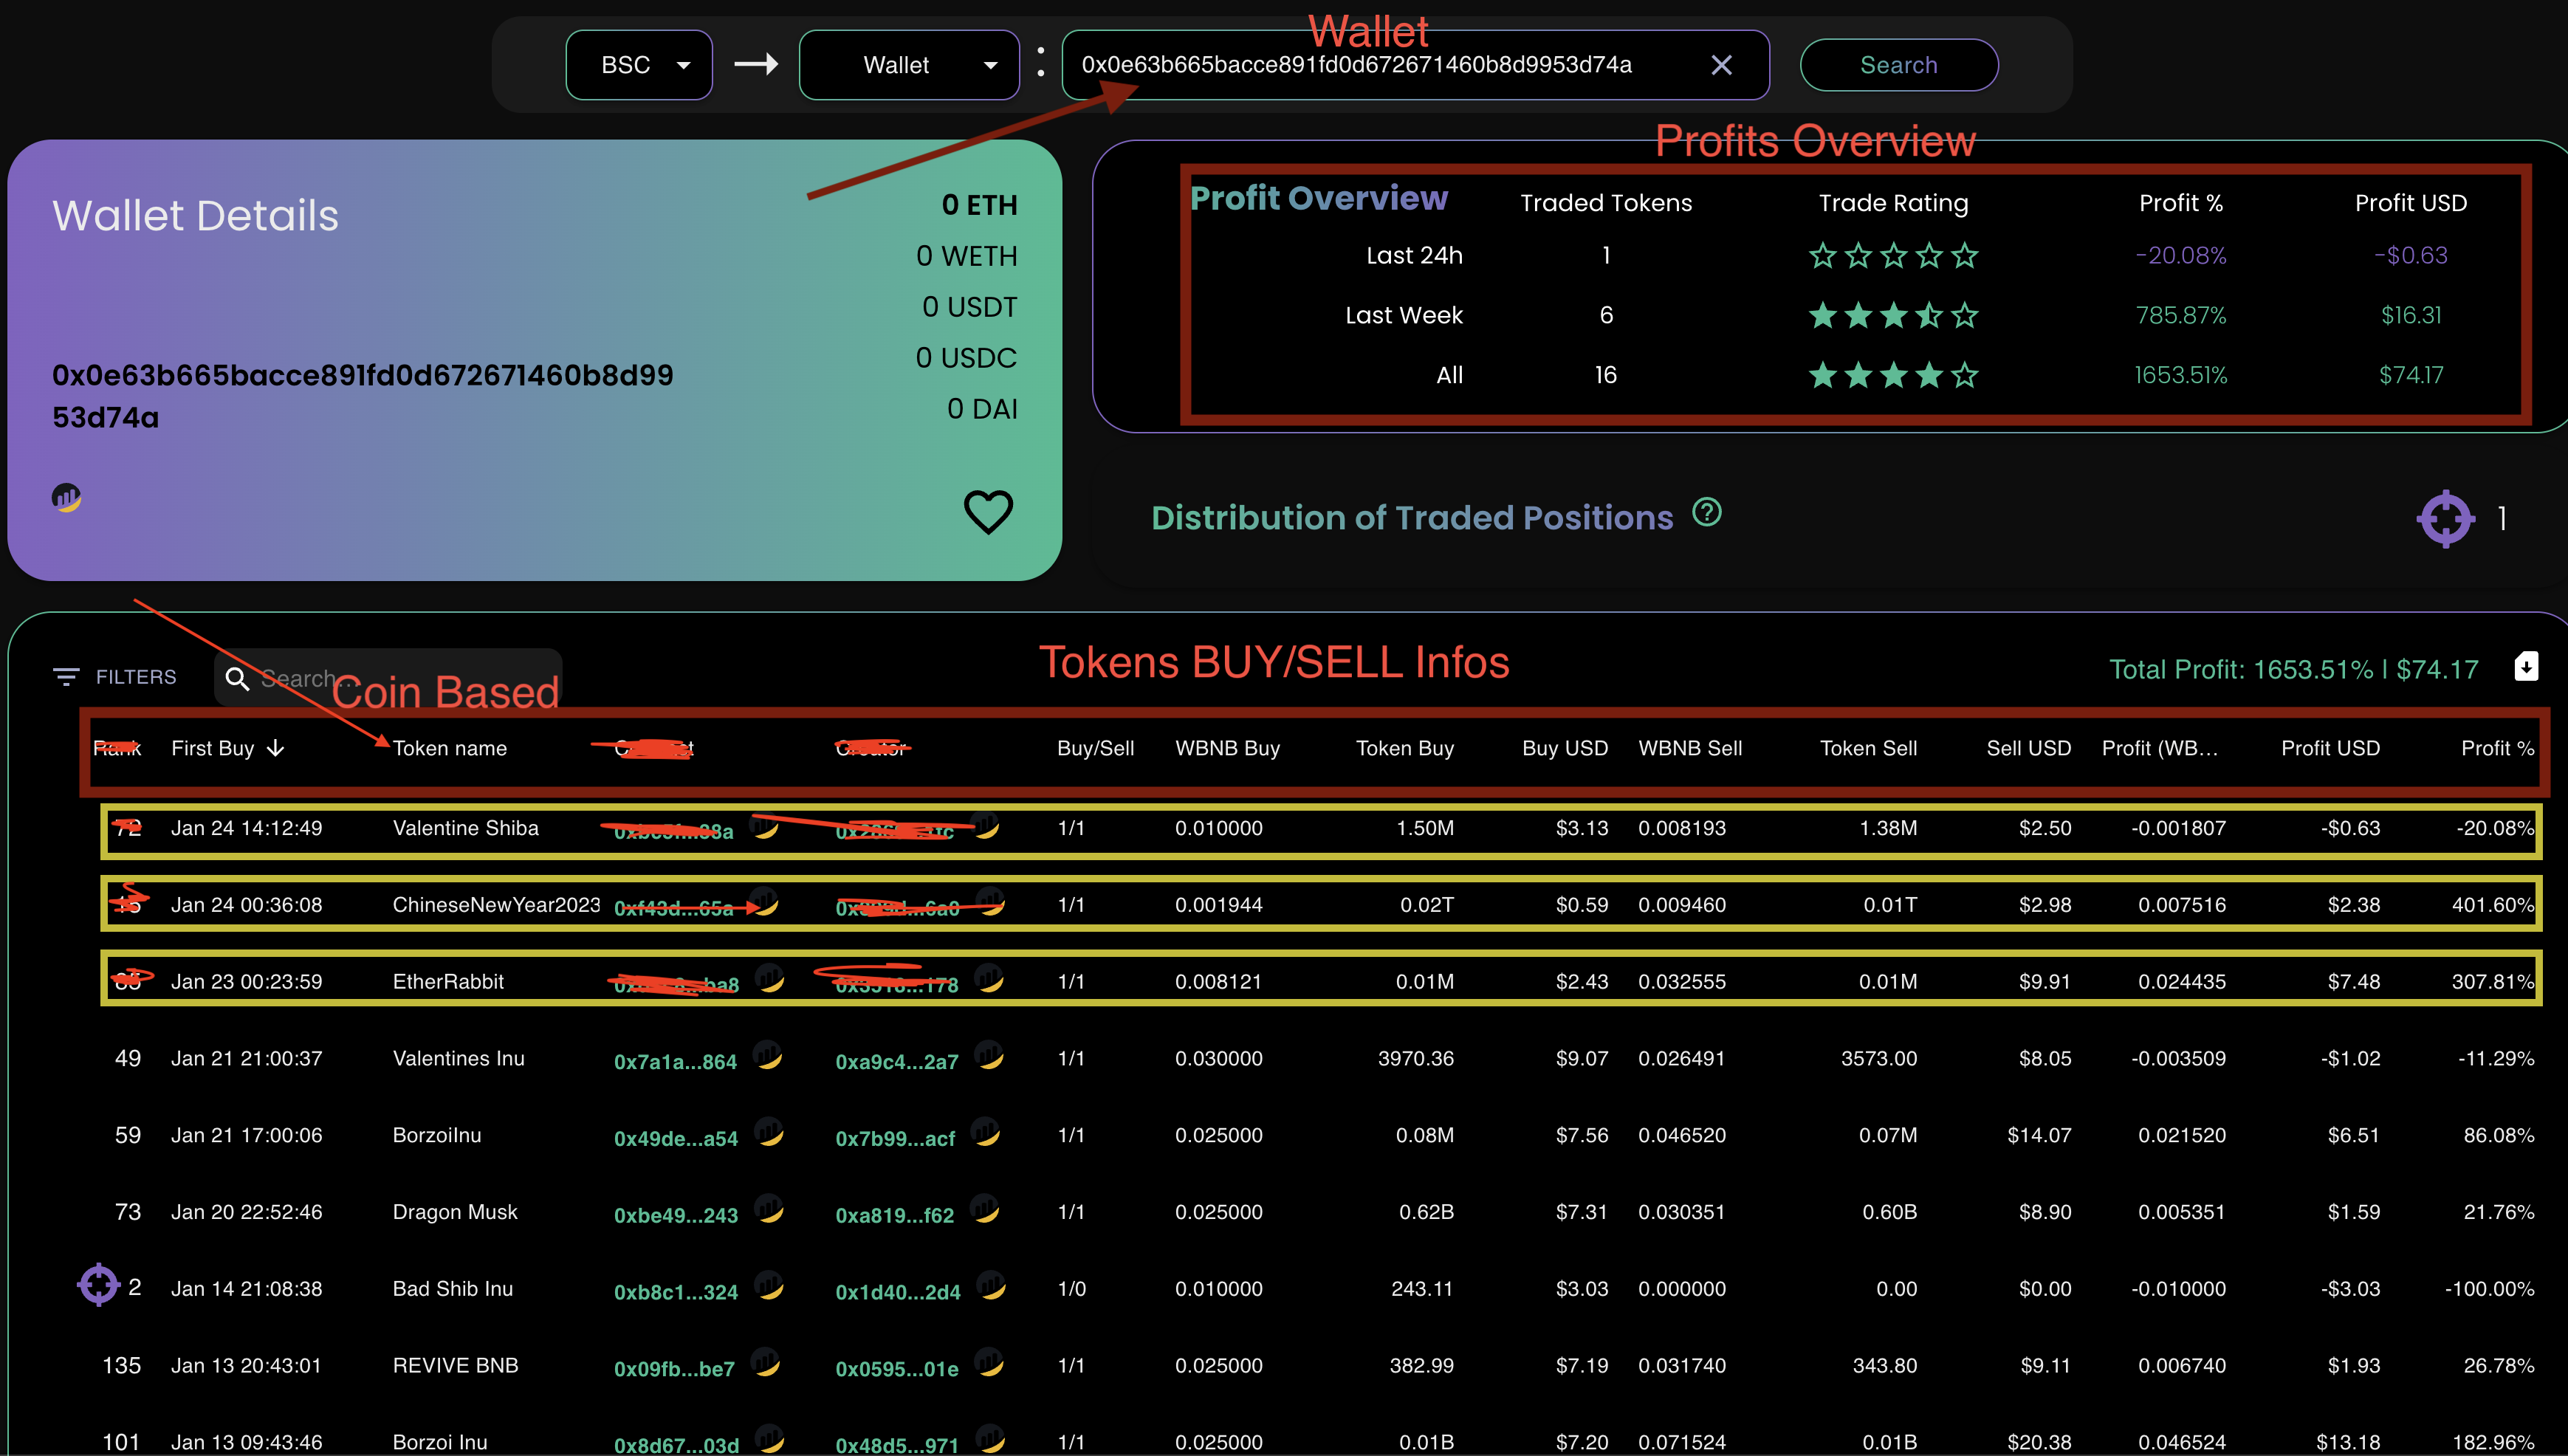 Wallet
BSC Wallet : 0x0e63b665bacce891fd0d672671460b8d9953d74a Search
Profits Overview
Wallet Details
0 ETH
0 WETH
0 USDT
0 USDC
0 DAI
0x0e63b665bacce891fd0d672671460b8d99
53d74a
Profit Overview Traded Tokens Trade Rating Profit % Profit USD
Last 24h 1 -20.08% -$0.63
Last Week 6 785.87% $16.31
All 16 1653.51% $74.17
Distribution of Traded Positions ? 1
Tokens BUY/SELL Infos
FILTERS Search... Total Profit: 1653.51% | $74.17
Coin Based
Rank First Buy Token name Creator Buy/Sell WBNB Buy Token Buy Buy USD WBNB Sell Token Sell Sell USD Profit (WB... Profit USD Profit %
72 Jan 24 14:12:49 Valentine Shiba 1/1 0.010000 1.50M $3.13 0.008193 1.38M $2.50 -0.001807 -$0.63 -20.08%
Jan 24 00:36:08 ChineseNewYear2023 0xf43d...65a 1/1 0.001944 0.02T $0.59 0.009460 0.01T $2.98 0.007516 $2.38 401.60%
Jan 23 00:23:59 EtherRabbit 1/1 0.008121 0.01M $2.43 0.032555 0.01M $9.91 0.024435 $7.48 307.81%
49 Jan 21 21:00:37 Valentines Inu 0x7a1a...864 0xa9c4...2a7 1/1 0.030000 3970.36 $9.07 0.026491 3573.00 $8.05 -0.003509 -$1.02 -11.29%
59 Jan 21 17:00:06 BorzoiInu 0x49de...a54 0x7b99...acf 1/1 0.025000 0.08M $7.56 0.046520 0.07M $14.07 0.021520 $6.51 86.08%
73 Jan 20 22:52:46 Dragon Musk 0xbe49...243 0xa819...f62 1/1 0.025000 0.62B $7.31 0.030351 0.60B $8.90 0.005351 $1.59 21.76%
2 Jan 14 21:08:38 Bad Shib Inu 0xb8c1...324 0x1d40...2d4 1/0 0.010000 243.11 $3.03 0.000000 0.00 $0.00 -0.010000 -$3.03 -100.00%
135 Jan 13 20:43:01 REVIVE BNB 0x09fb...be7 0x0595...01e 1/1 0.025000 382.99 $7.19 0.031740 343.80 $9.11 0.006740 $1.93 26.78%
101 Jan 13 09:43:46 Borzoi Inu 0x8d67...03d 0x48d5...971 1/1 0.025000 0.01B $7.20 0.071524 0.01B $20.38 0.046524 $13.18 182.96%